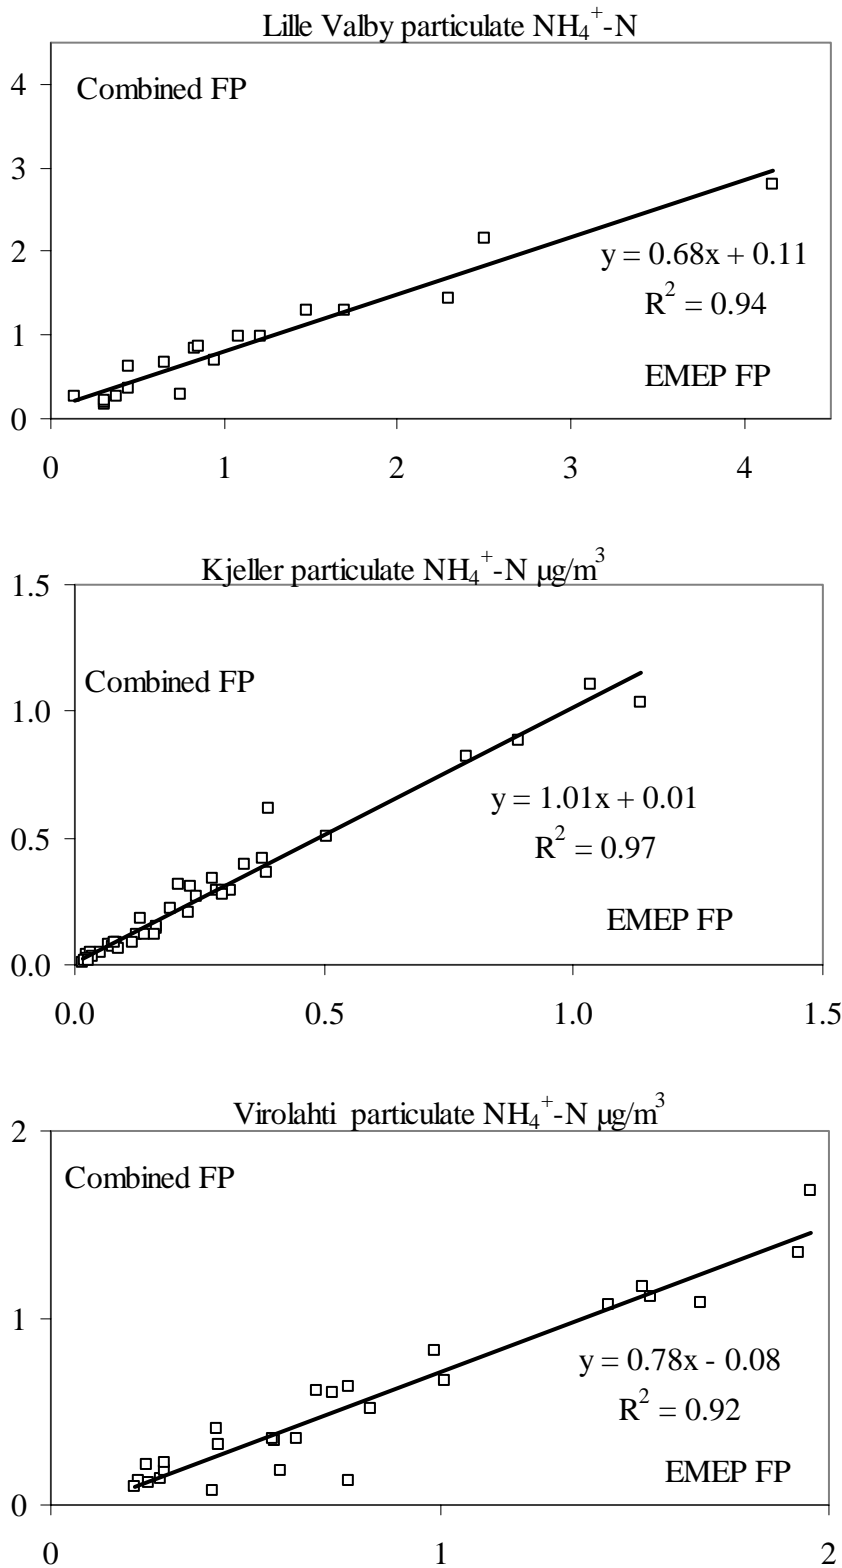 Lille Valby particulate NH₄⁺-N
4
Combined FP
3
2
y = 0.68x + 0.11
R² = 0.94
1
EMEP FP
0
0 1 2 3 4
Kjeller particulate NH₄⁺-N µg/m³
1.5
Combined FP
1.0
y = 1.01x + 0.01
R² = 0.97
0.5
EMEP FP
0.0
0.0 0.5 1.0 1.5
Virolahti particulate NH₄⁺-N µg/m³
2
Combined FP
1
y = 0.78x - 0.08
R² = 0.92
EMEP FP
0
0 1 2